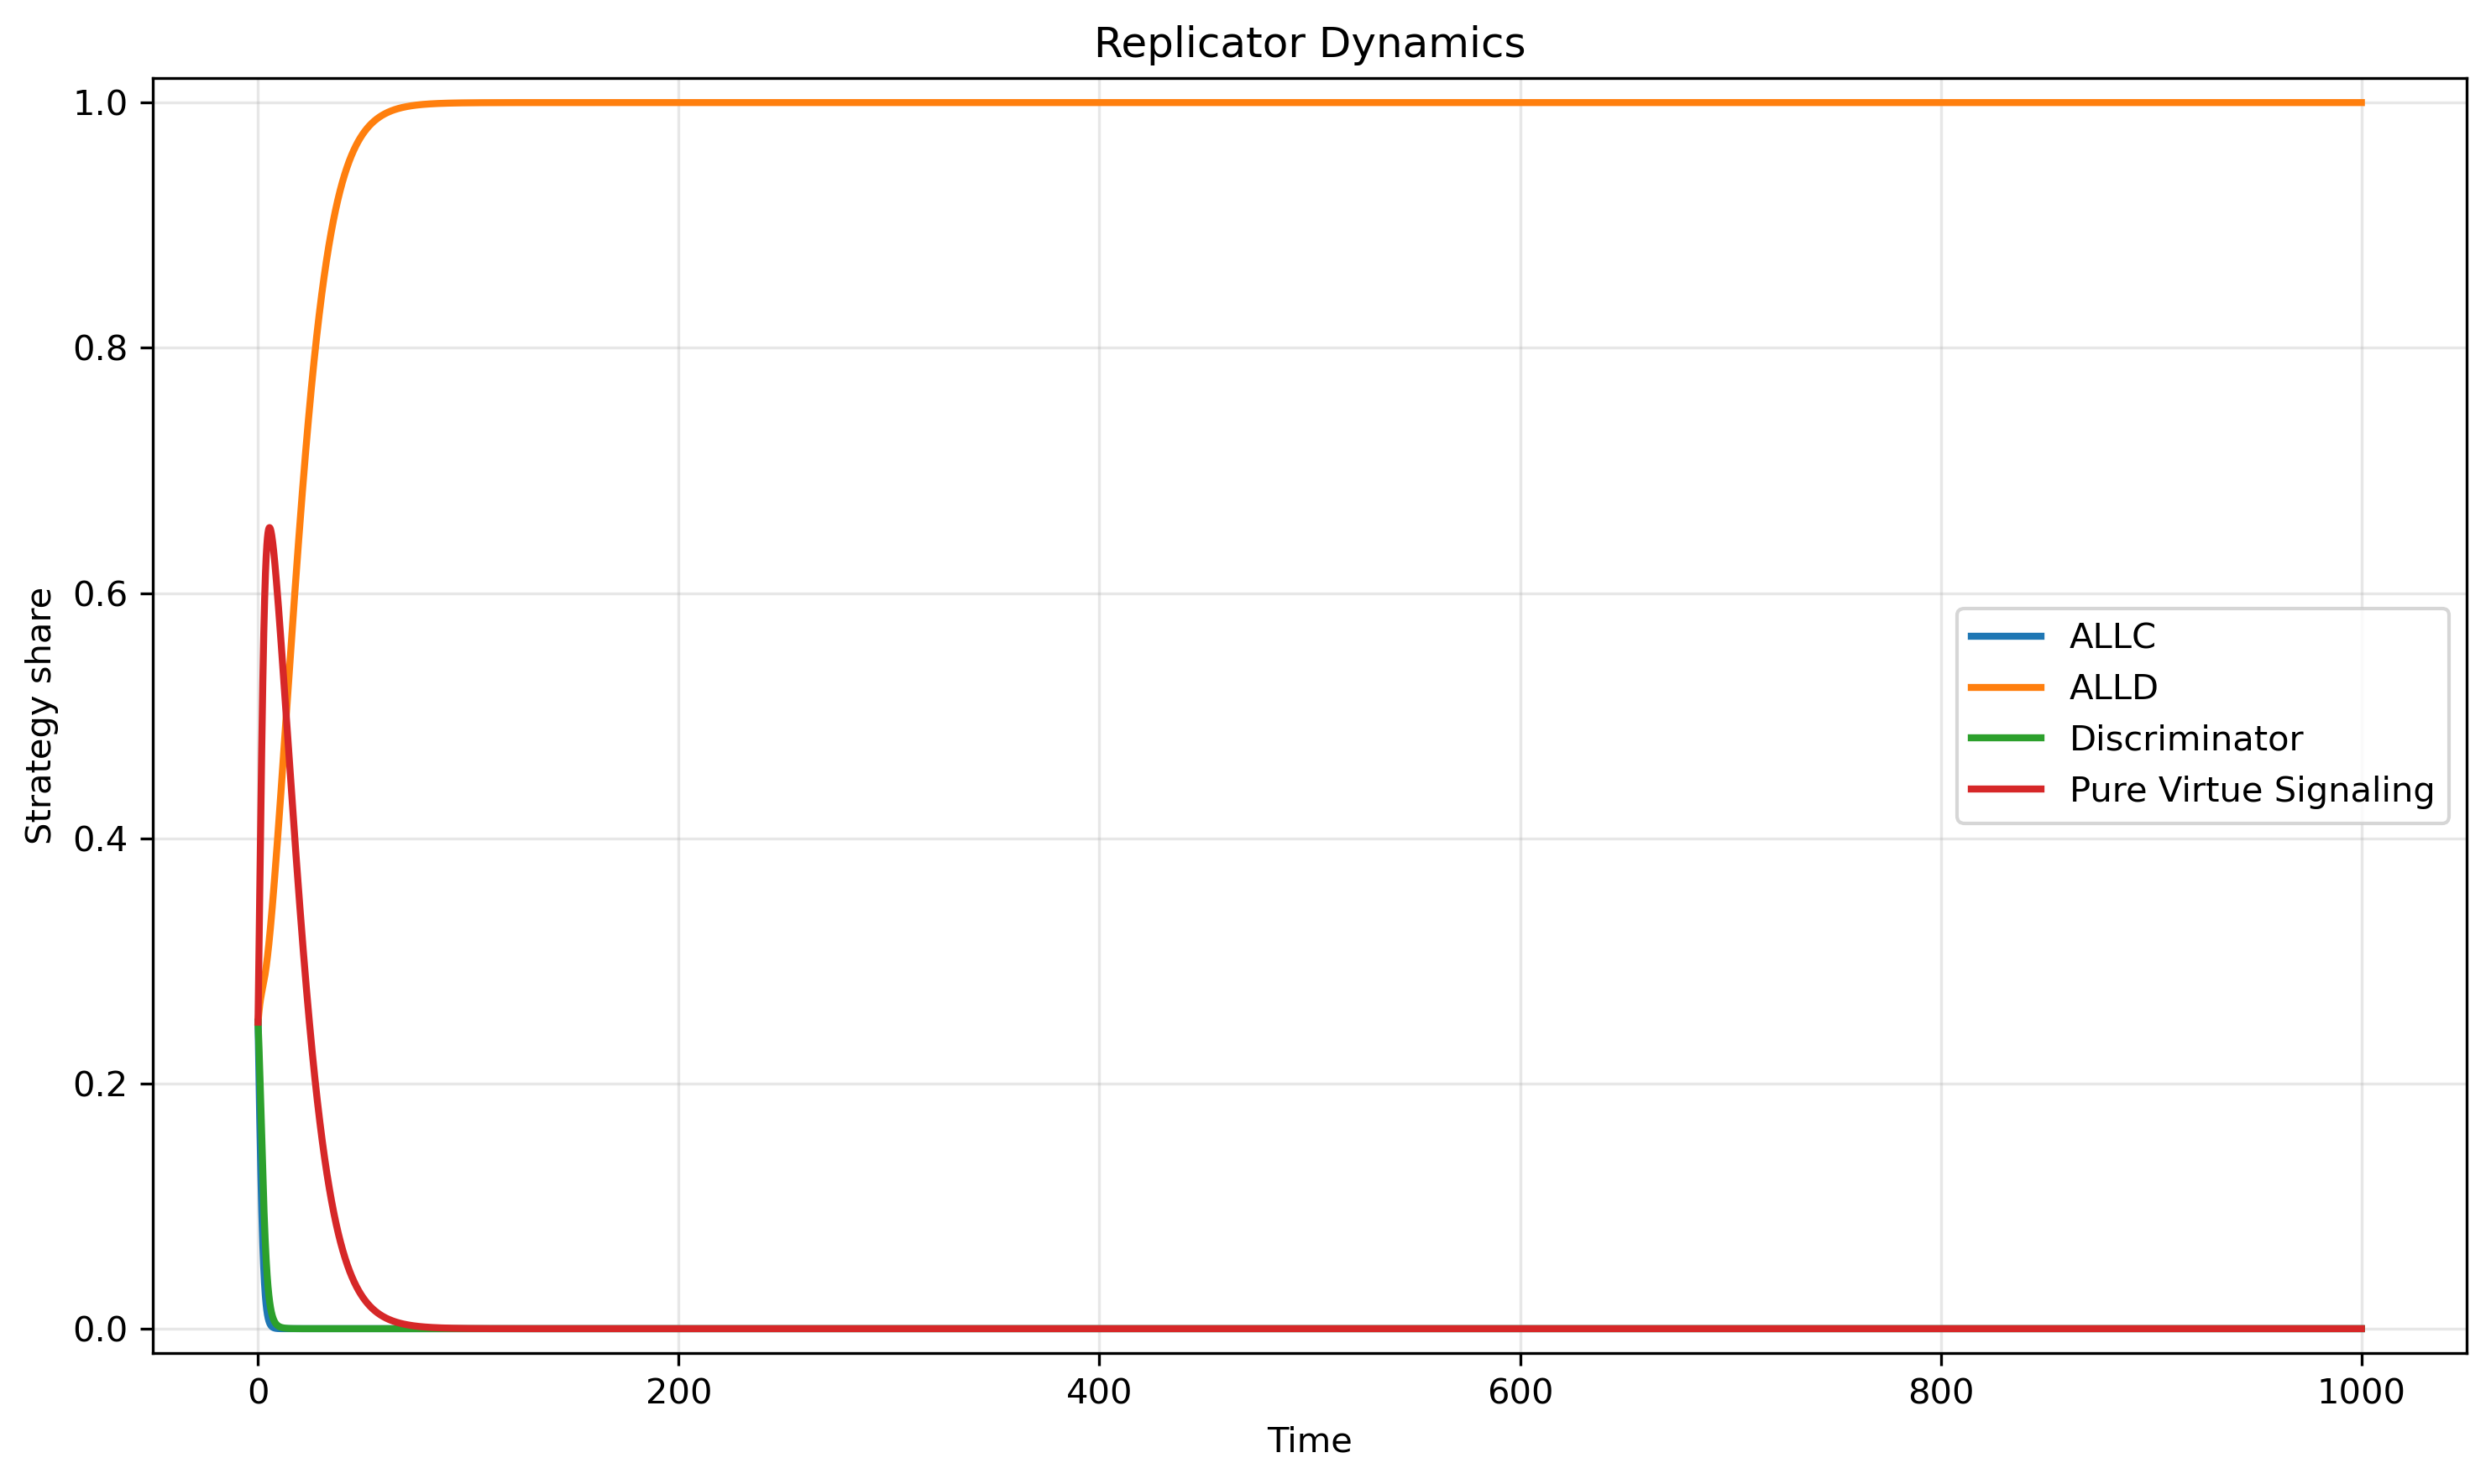 Replicator Dynamics
1.0
0.8
0.6
0.4
0.2
0.0
Strategy share
0 200 400 600 800 1000
Time
ALLC
ALLD
Discriminator
Pure Virtue Signaling